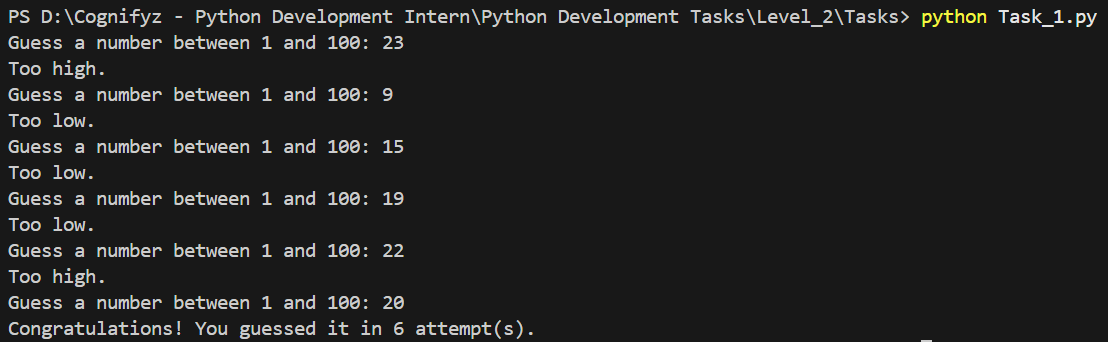 PS D:\Cognifyz - Python Development Intern\Python Development Tasks\Level_2\Tasks> python Task_1.py
Guess a number between 1 and 100: 23
Too high.
Guess a number between 1 and 100: 9
Too low.
Guess a number between 1 and 100: 15
Too low.
Guess a number between 1 and 100: 19
Too low.
Guess a number between 1 and 100: 22
Too high.
Guess a number between 1 and 100: 20
Congratulations! You guessed it in 6 attempt(s).